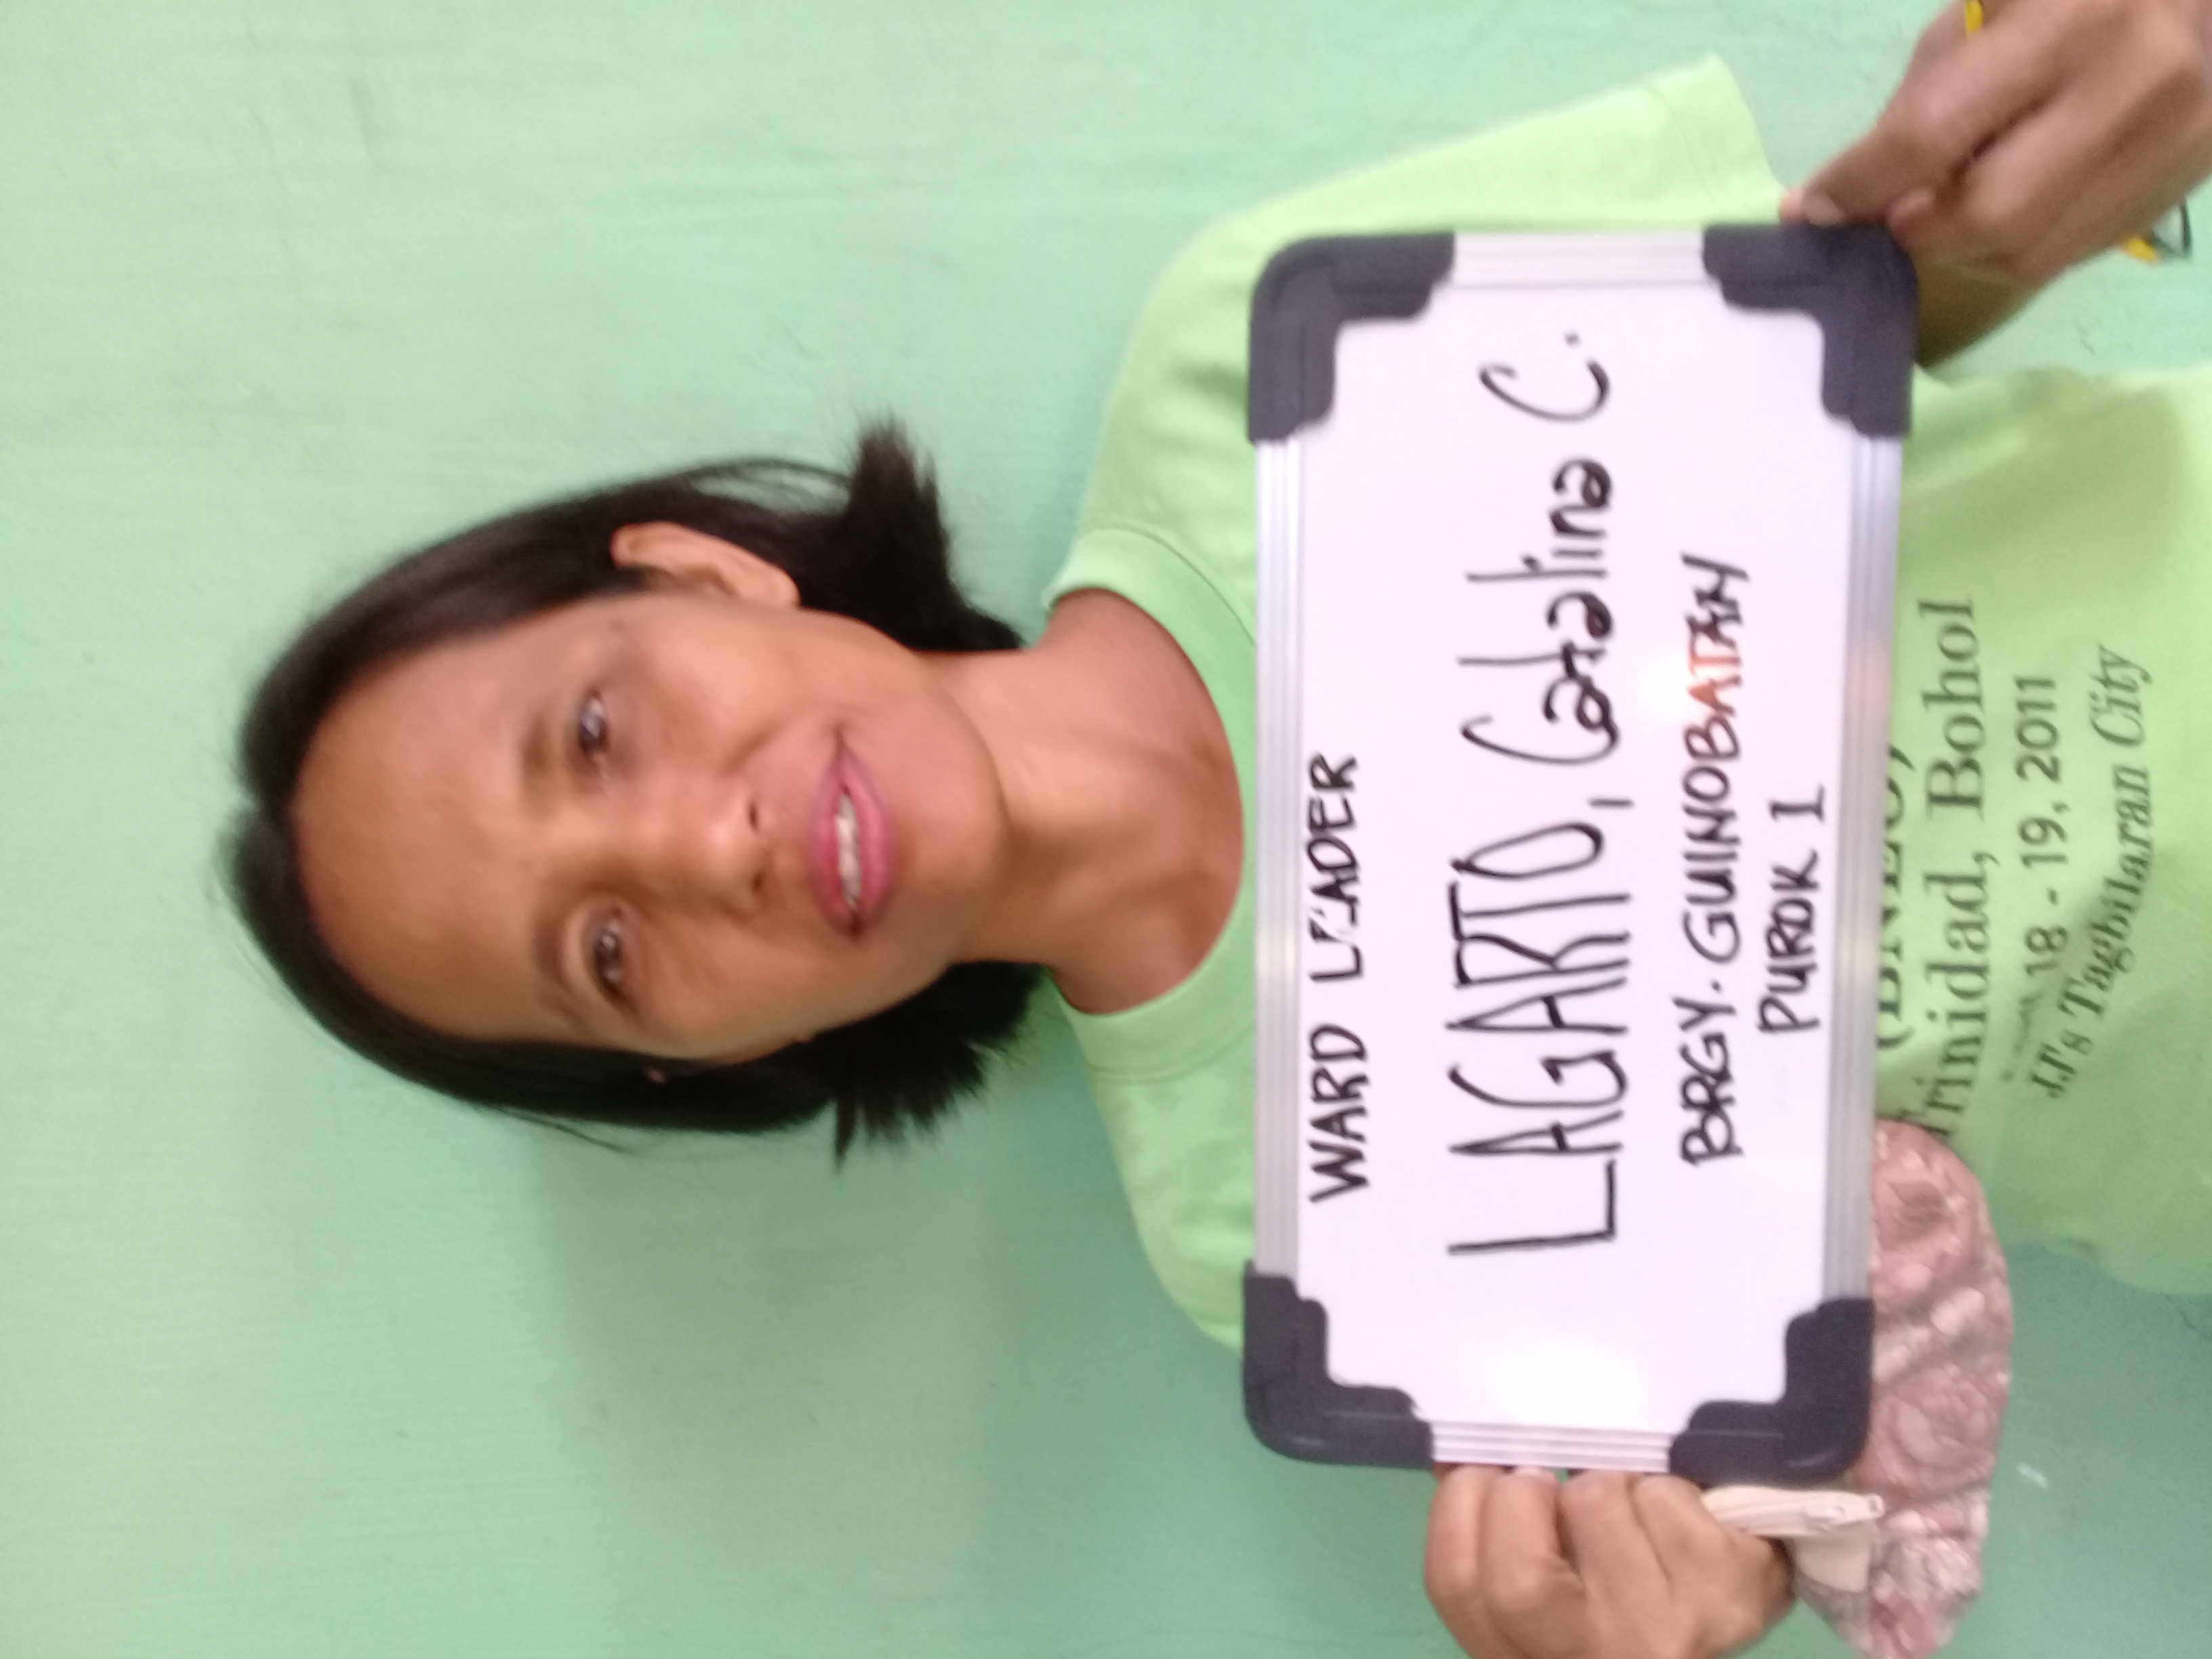 WARD LEADER
LAGARTO, Catalina C.
BRGY. GUINOBATAN
PUROK 1
Trinidad, Bohol
18 - 19, 2011
JJ's Tagbilaran City